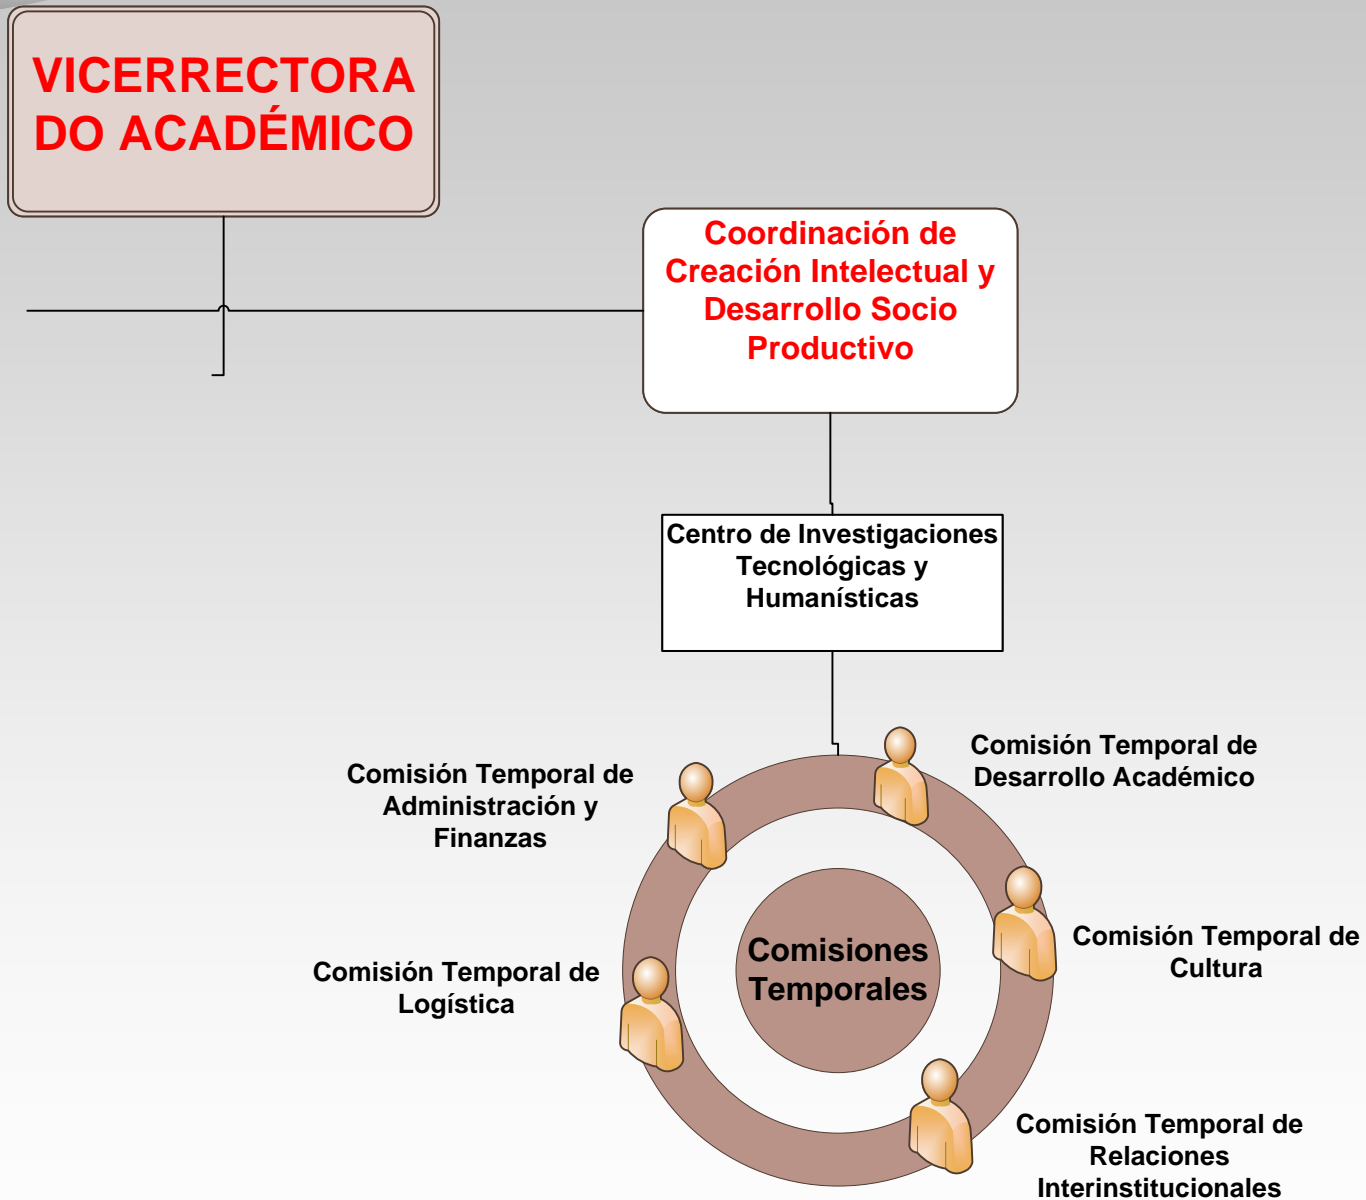 VICERRECTORA
DO ACADÉMICO
Coordinación de
Creación Intelectual y
Desarrollo Socio
Productivo
Centro de Investigaciones
Tecnológicas y
Humanísticas
Comisión Temporal de
Desarrollo Académico
Comisión Temporal de
Administración y
Finanzas
Comisiones
Temporales
Comisión Temporal de
Cultura
Comisión Temporal de
Logística
Comisión Temporal de
Relaciones
Interinstitucionales